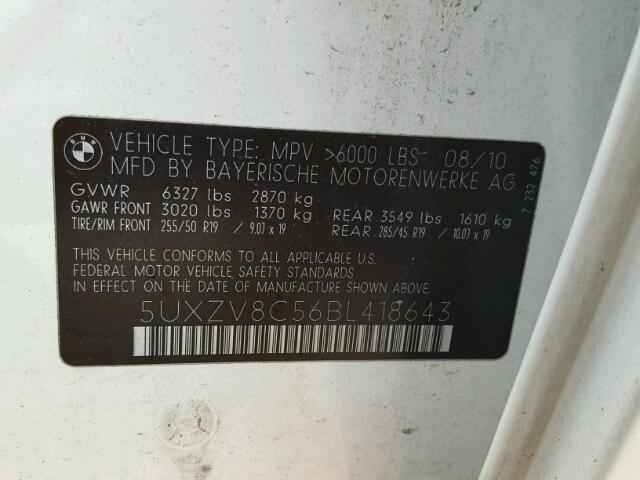 BMW
VEHICLE TYPE: MPV >6000 LBS 08/10
MFD BY BAYERISCHE MOTORENWERKE AG
7 232 476
GVWR 6327 lbs 2870 kg
GAWR FRONT 3020 lbs 1370 kg REAR 3549 lbs 1610 kg
TIRE/RIM FRONT 255/50 R19 / 9.0J x 19 REAR 285/45 R19 / 10.0J x 19
THIS VEHICLE CONFORMS TO ALL APPLICABLE U.S.
FEDERAL MOTOR VEHICLE SAFETY STANDARDS
IN EFFECT ON THE DATE OF MANUFACTURE SHOWN ABOVE
5UXZV8C56BL418643